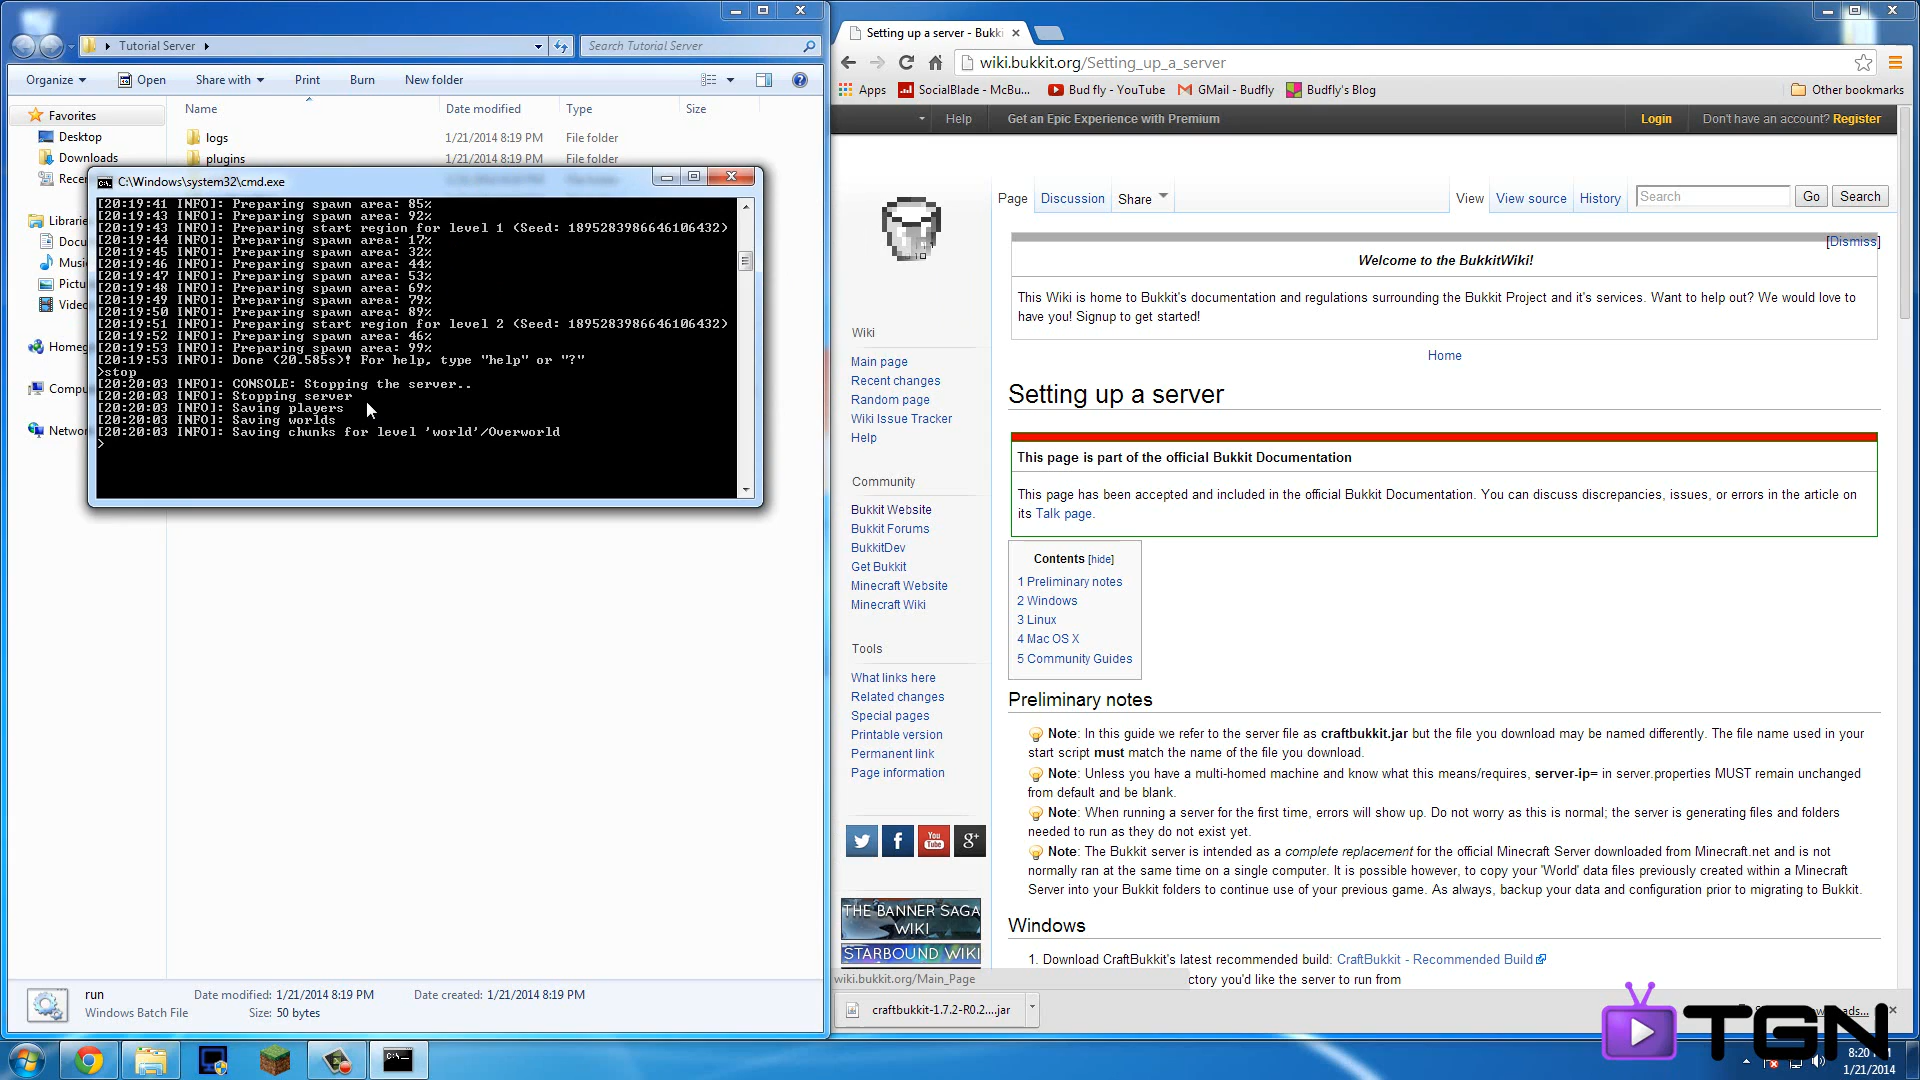 Tutorial Server
Search Tutorial Server
Organize
Open
Share with
Print
Burn
New folder
Name
Date modified
Type
Size
Favorites
Desktop
Downloads
logs
1/21/2014 8:19 PM
File folder
plugins
1/21/2014 8:19 PM
File folder
C:\Windows\system32\cmd.exe
[20:19:41 INFO]: Preparing spawn area: 85%
[20:19:43 INFO]: Preparing spawn area: 92%
[20:19:43 INFO]: Preparing start region for level 1 (Seed: 1895283986646106432)
[20:19:44 INFO]: Preparing spawn area: 17%
[20:19:45 INFO]: Preparing spawn area: 32%
[20:19:46 INFO]: Preparing spawn area: 44%
[20:19:47 INFO]: Preparing spawn area: 53%
[20:19:48 INFO]: Preparing spawn area: 69%
[20:19:49 INFO]: Preparing spawn area: 79%
[20:19:50 INFO]: Preparing spawn area: 89%
[20:19:51 INFO]: Preparing start region for level 2 (Seed: 1895283986646106432)
[20:19:52 INFO]: Preparing spawn area: 46%
[20:19:53 INFO]: Preparing spawn area: 99%
[20:19:53 INFO]: Done (20.585s)! For help, type "help" or "?"
>stop
[20:20:03 INFO]: CONSOLE: Stopping the server..
[20:20:03 INFO]: Stopping server
[20:20:03 INFO]: Saving players
[20:20:03 INFO]: Saving worlds
[20:20:03 INFO]: Saving chunks for level 'world'/Overworld
>
run
Windows Batch File
Date modified: 1/21/2014 8:19 PM
Size: 50 bytes
Date created: 1/21/2014 8:19 PM
Setting up a server - Bukki
wiki.bukkit.org/Setting_up_a_server
Apps
SocialBlade - McBu...
Bud fly - YouTube
GMail - Budfly
Budfly's Blog
Other bookmarks
Help
Get an Epic Experience with Premium
Login
Don't have an account? Register
Page
Discussion
Share
View
View source
History
Search
Go
Search
[Dismiss]
Welcome to the BukkitWiki!
This Wiki is home to Bukkit's documentation and regulations surrounding the Bukkit Project and it's services. Want to help out? We would love to
have you! Signup to get started!
Home
Setting up a server
This page is part of the official Bukkit Documentation
This page has been accepted and included in the official Bukkit Documentation. You can discuss discrepancies, issues, or errors in the article on
its Talk page.
Contents [hide]
1 Preliminary notes
2 Windows
3 Linux
4 Mac OS X
5 Community Guides
Preliminary notes
Note: In this guide we refer to the server file as craftbukkit.jar but the file you download may be named differently. The file name used in your
start script must match the name of the file you download.
Note: Unless you have a multi-homed machine and know what this means/requires, server-ip= in server.properties MUST remain unchanged
from default and be blank.
Note: When running a server for the first time, errors will show up. Do not worry as this is normal; the server is generating files and folders
needed to run as they do not exist yet.
Note: The Bukkit server is intended as a complete replacement for the official Minecraft Server downloaded from Minecraft.net and is not
normally ran at the same time on a single computer. It is possible however, to copy your 'World' data files previously created within a Minecraft
Server into your Bukkit folders to continue use of your previous game. As always, backup your data and configuration prior to migrating to Bukkit.
Windows
1. Download CraftBukkit's latest recommended build: CraftBukkit - Recommended Build
ctory you'd like the server to run from
Wiki
Main page
Recent changes
Random page
Wiki Issue Tracker
Help
Community
Bukkit Website
Bukkit Forums
BukkitDev
Get Bukkit
Minecraft Website
Minecraft Wiki
Tools
What links here
Related changes
Special pages
Printable version
Permanent link
Page information
You
Tube
THE BANNER SAGA
WIKI
STARBOUND WIKI
wiki.bukkit.org/Main_Page
craftbukkit-1.7.2-R0.2....jar
TGN
1/21/2014